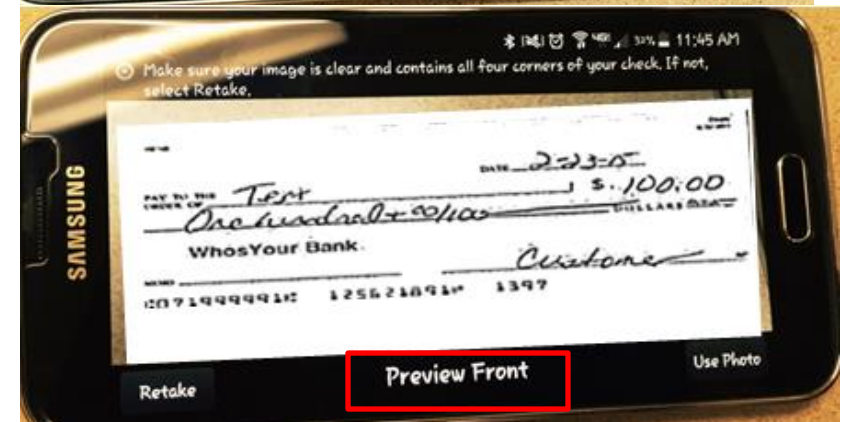 32% 11:45 AM
Make sure your image is clear and contains all four corners of your check. If not,
select Retake.
DATE 2-23-15
PAY TO THE
ORDER OF Test $ 100.00
One hundred + 00/100 DOLLARS
WhosYour Bank
Customer
MEMO
1397
SAMSUNG
Retake
Preview Front
Use Photo